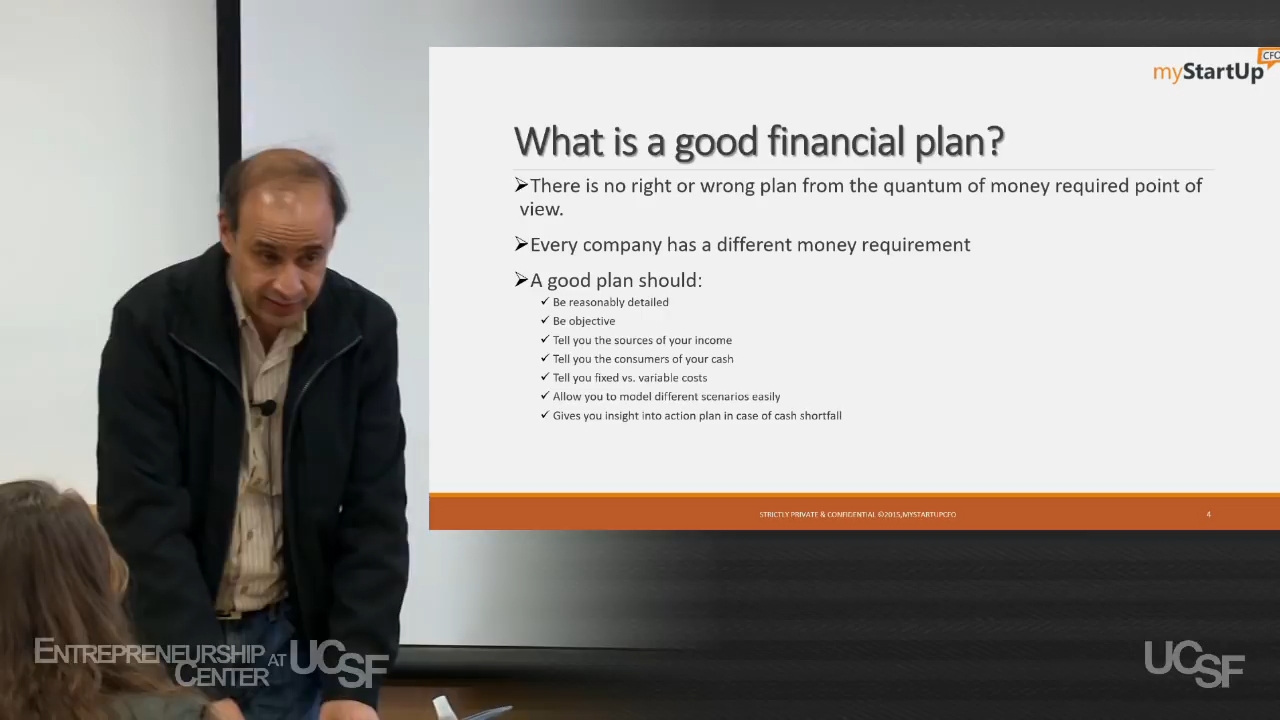 CFO
myStartUp
What is a good financial plan?
➢There is no right or wrong plan from the quantum of money required point of
view.
➢Every company has a different money requirement
➢A good plan should:
✓ Be reasonably detailed
✓ Be objective
✓ Tell you the sources of your income
✓ Tell you the consumers of your cash
✓ Tell you fixed vs. variable costs
✓ Allow you to model different scenarios easily
✓ Gives you insight into action plan in case of cash shortfall
STRICTLY PRIVATE & CONFIDENTIAL ©2015,MYSTARTUPCFO
4
ENTREPRENEURSHIP AT UCSF
CENTER
UCSF